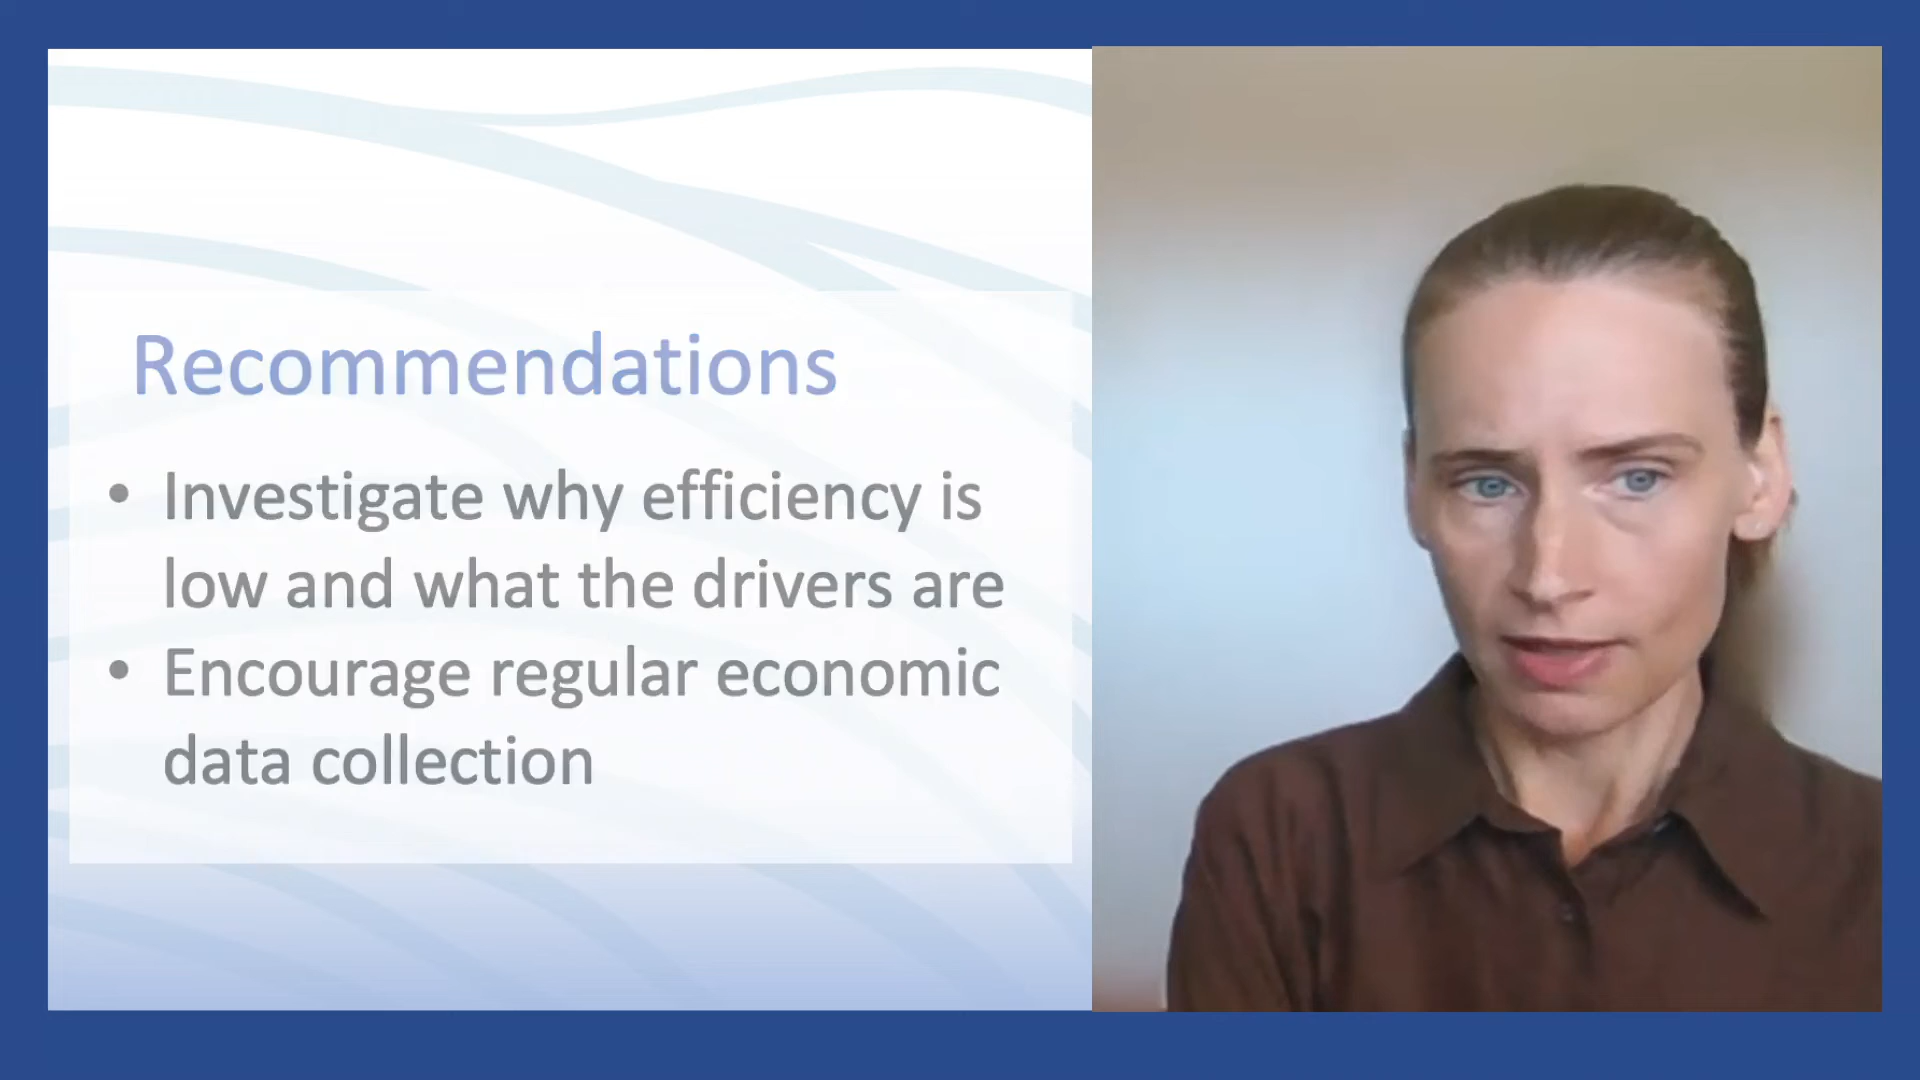 Recommendations
• Investigate why efficiency is
low and what the drivers are
• Encourage regular economic
data collection